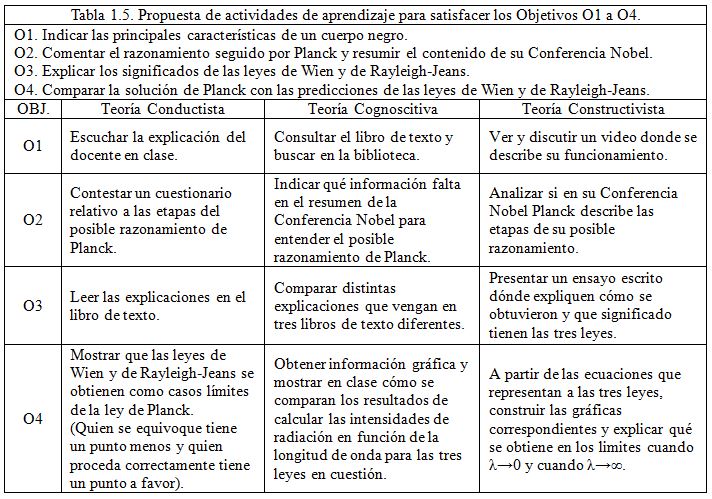 Tabla 1.5. Propuesta de actividades de aprendizaje para satisfacer los Objetivos O1 a O4.
O1. Indicar las principales características de un cuerpo negro.
O2. Comentar el razonamiento seguido por Planck y resumir el contenido de su Conferencia Nobel.
O3. Explicar los significados de las leyes de Wien y de Rayleigh-Jeans.
O4. Comparar la solución de Planck con las predicciones de las leyes de Wien y de Rayleigh-Jeans.
OBJ. Teoría Conductista Teoría Cognoscitiva Teoría Constructivista
O1
Escuchar la explicación del
docente en clase.
Consultar el libro de texto y
buscar en la biblioteca.
Ver y discutir un video donde se
describe su funcionamiento.
O2
Contestar un cuestionario
relativo a las etapas del
posible razonamiento de
Planck.
Indicar qué información falta
en el resumen de la
Conferencia Nobel para
entender el posible
razonamiento de Planck.
Analizar si en su Conferencia
Nobel Planck describe las
etapas de su posible
razonamiento.
O3
Leer las explicaciones en el
libro de texto.
Comparar distintas
explicaciones que vengan en
tres libros de texto diferentes.
Presentar un ensayo escrito
dónde expliquen cómo se
obtuvieron y que significado
tienen las tres leyes.
O4
Mostrar que las leyes de
Wien y de Rayleigh-Jeans se
obtienen como casos límites
de la ley de Planck.
(Quien se equivoque tiene
un punto menos y quien
proceda correctamente tiene
un punto a favor).
Obtener información gráfica y
mostrar en clase cómo se
comparan los resultados de
calcular las intensidades de
radiación en función de la
longitud de onda para las tres
leyes en cuestión.
A partir de las ecuaciones que
representan a las tres leyes,
construir las gráficas
correspondientes y explicar qué
se obtiene en los limites cuando
λ→0 y cuando λ→∞.